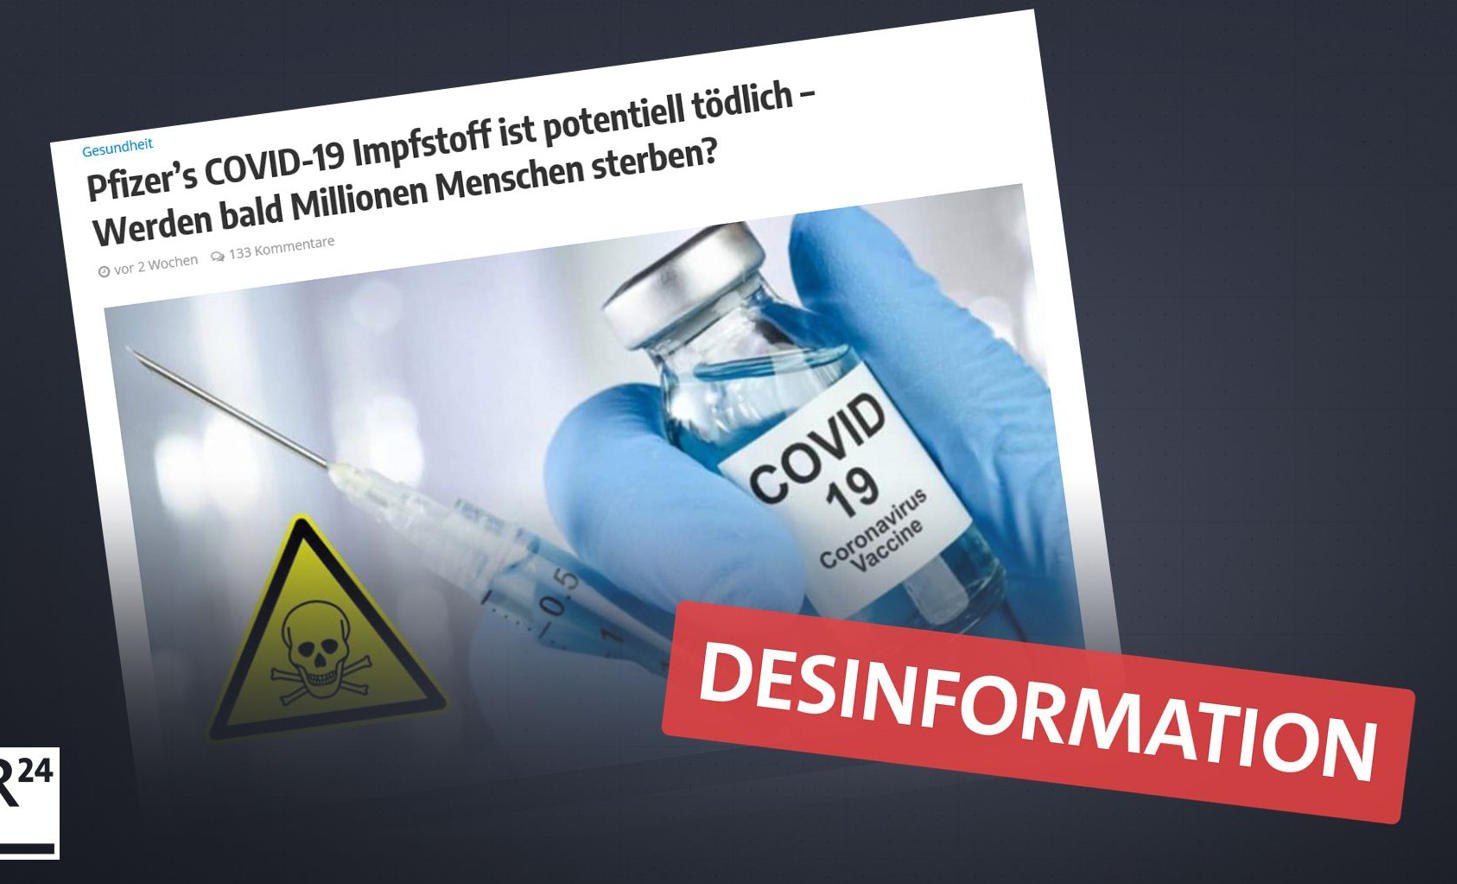 Gesundheit
Pfizer’s COVID-19 Impfstoff ist potentiell tödlich –
Werden bald Millionen Menschen sterben?
vor 2 Wochen 133 Kommentare
COVID
19
Coronavirus
Vaccine
0.5
1
DESINFORMATION
R24